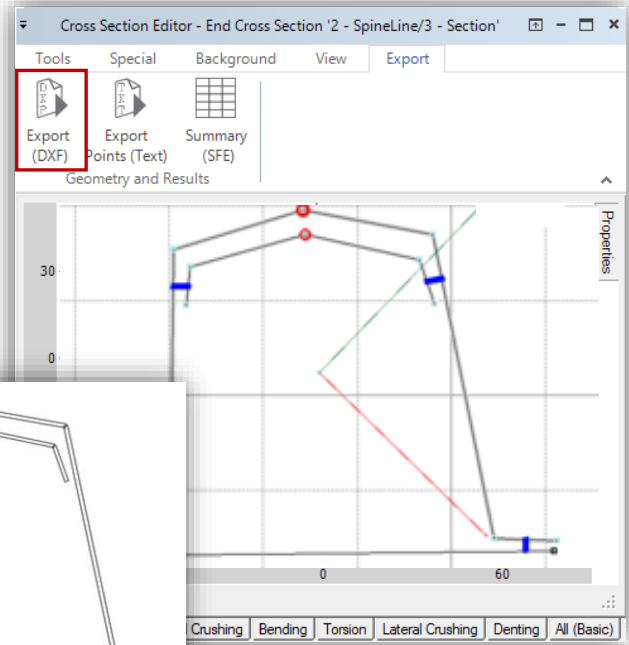 Cross Section Editor - End Cross Section '2 - SpineLine/3 - Section'
Tools Special Background View Export
DXF TXT
Export Export Summary
(DXF) Points (Text) (SFE)
Geometry and Results
Properties
30
0
0 60
Crushing Bending Torsion Lateral Crushing Denting All (Basic)